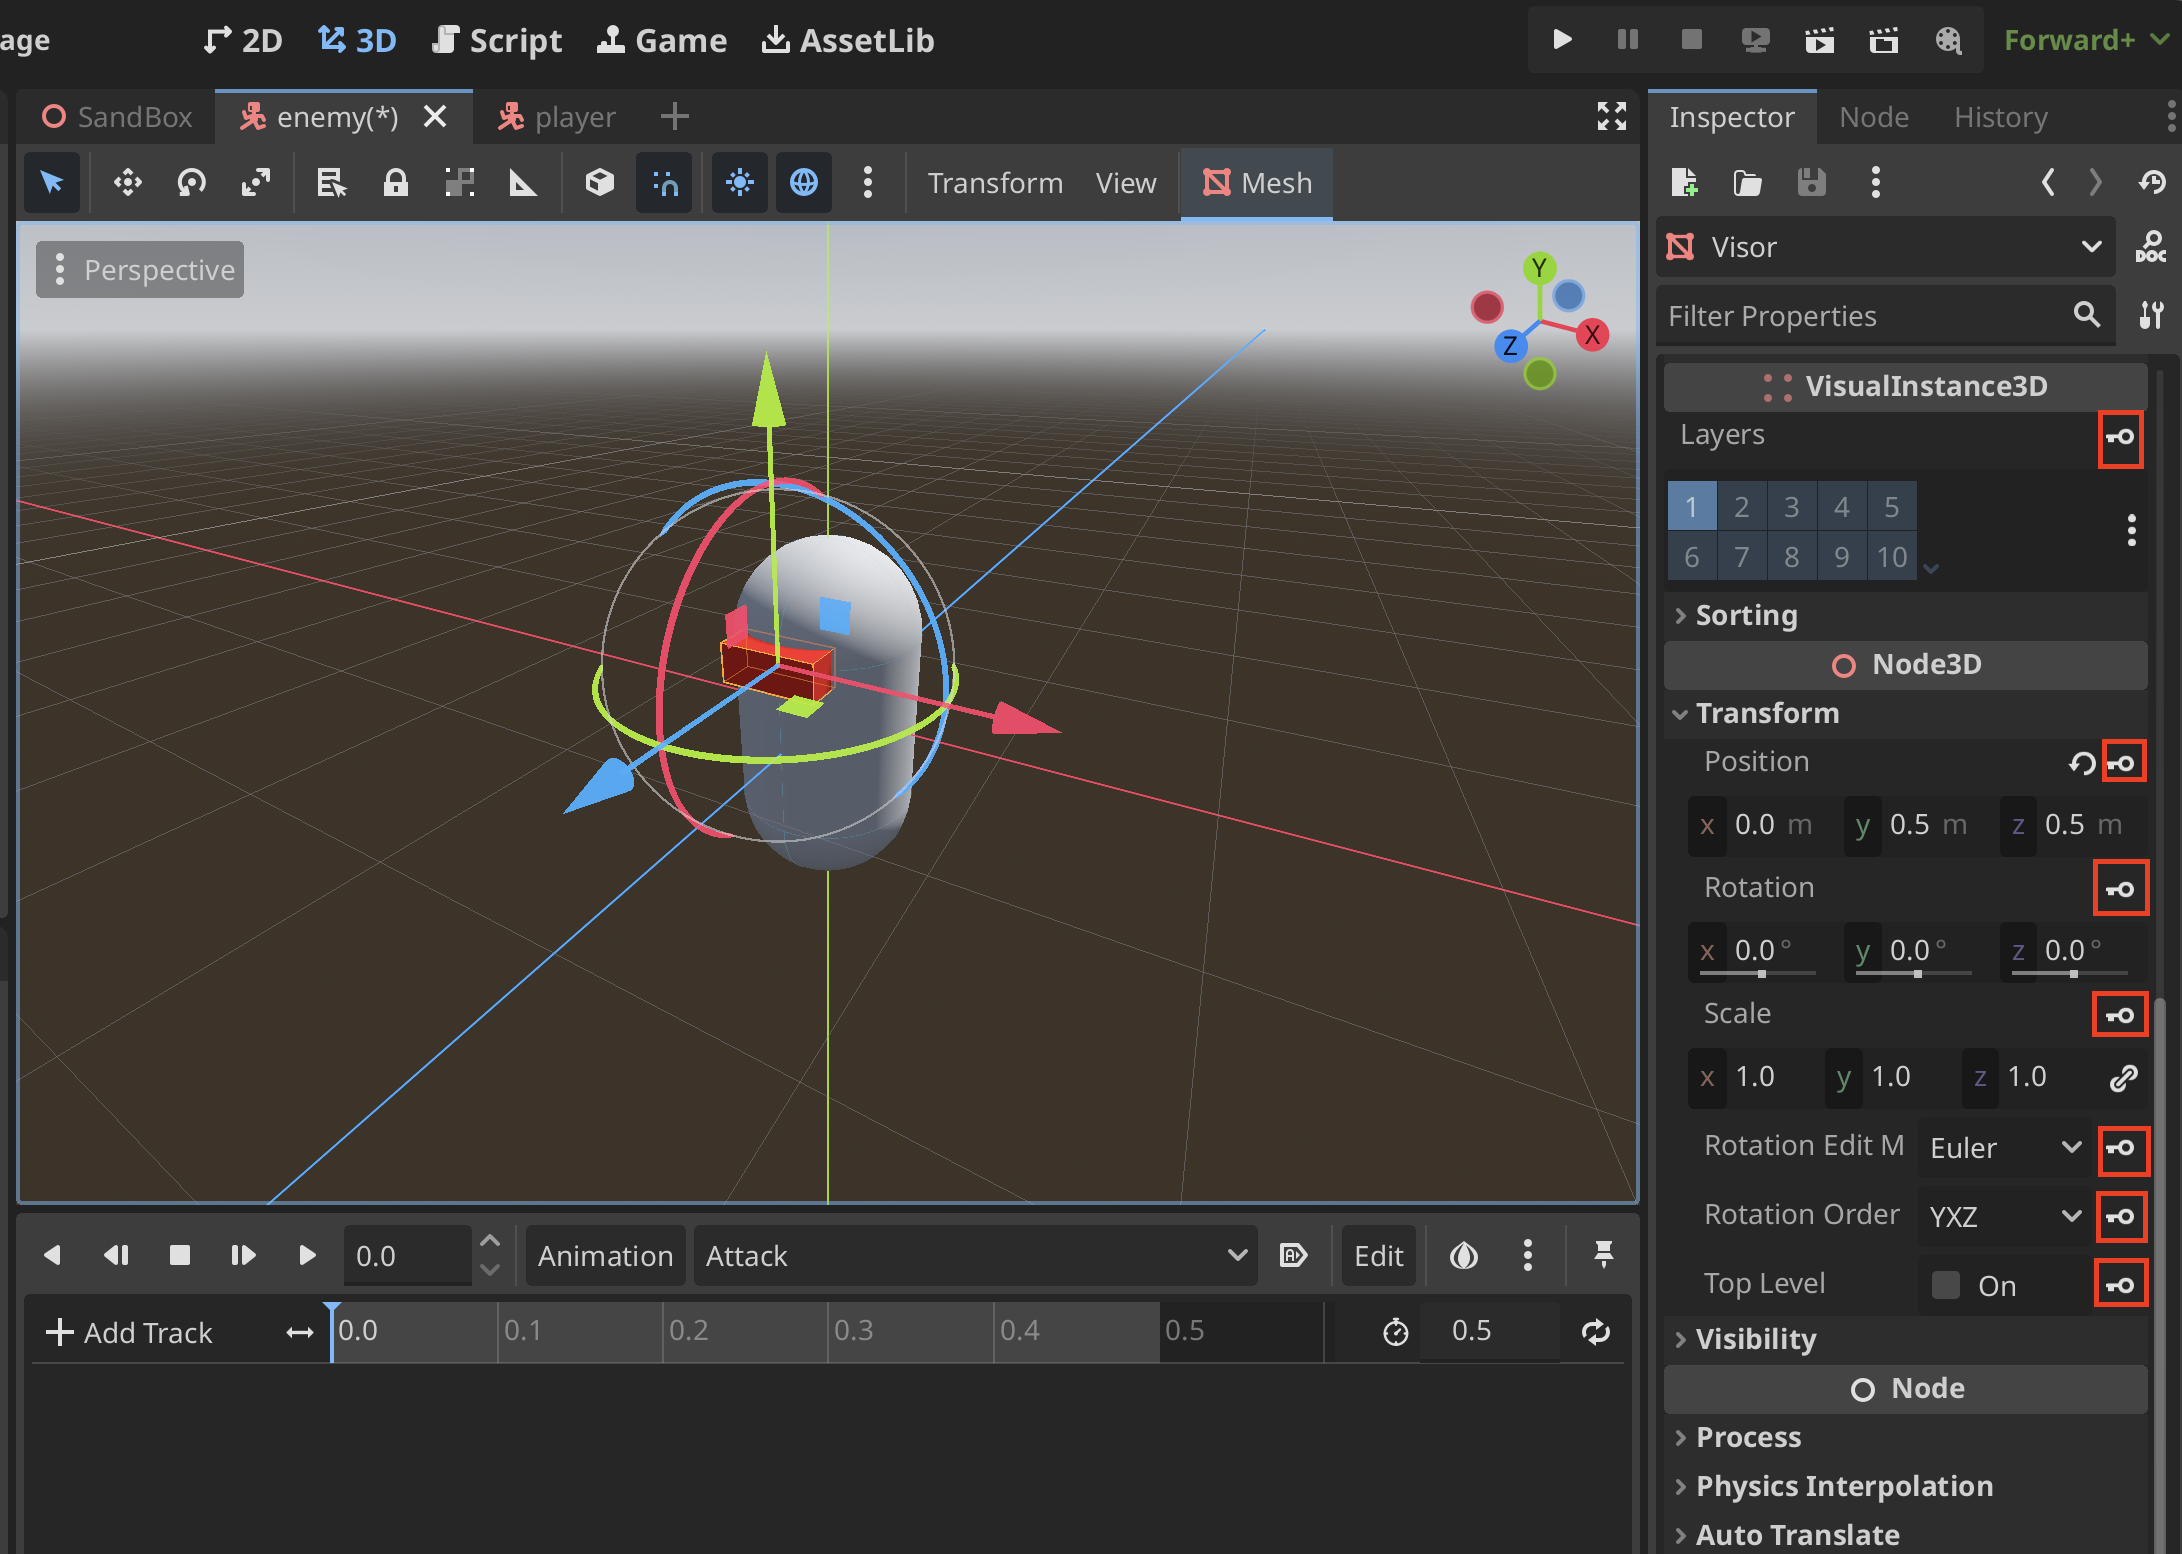 age 2D 3D Script Game AssetLib Forward+
SandBox enemy(*) player
Inspector Node History
Transform View Mesh
Perspective
Y
X
Z
Visor
Filter Properties
VisualInstance3D
Layers
1 2 3 4 5
6 7 8 9 10
Sorting
Node3D
Transform
Position
x 0.0 m y 0.5 m z 0.5 m
Rotation
x 0.0 ° y 0.0 ° z 0.0 °
Scale
x 1.0 y 1.0 z 1.0
Rotation Edit M Euler
Rotation Order YXZ
Top Level On
Visibility
Node
Process
Physics Interpolation
Auto Translate
0.0 Animation Attack Edit
Add Track 0.0 0.1 0.2 0.3 0.4 0.5 0.5